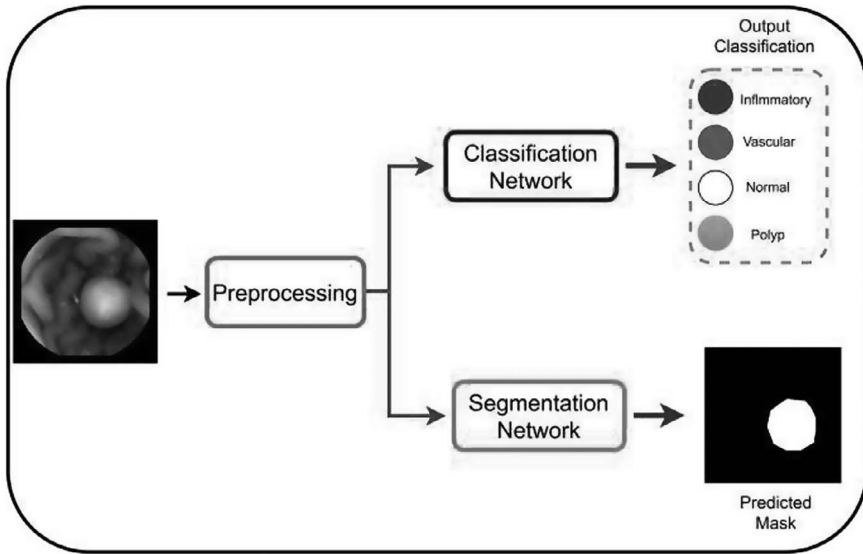 Output
Classification
Inflmmatory
Vascular
Normal
Polyp
Classification
Network
Preprocessing
Segmentation
Network
Predicted
Mask